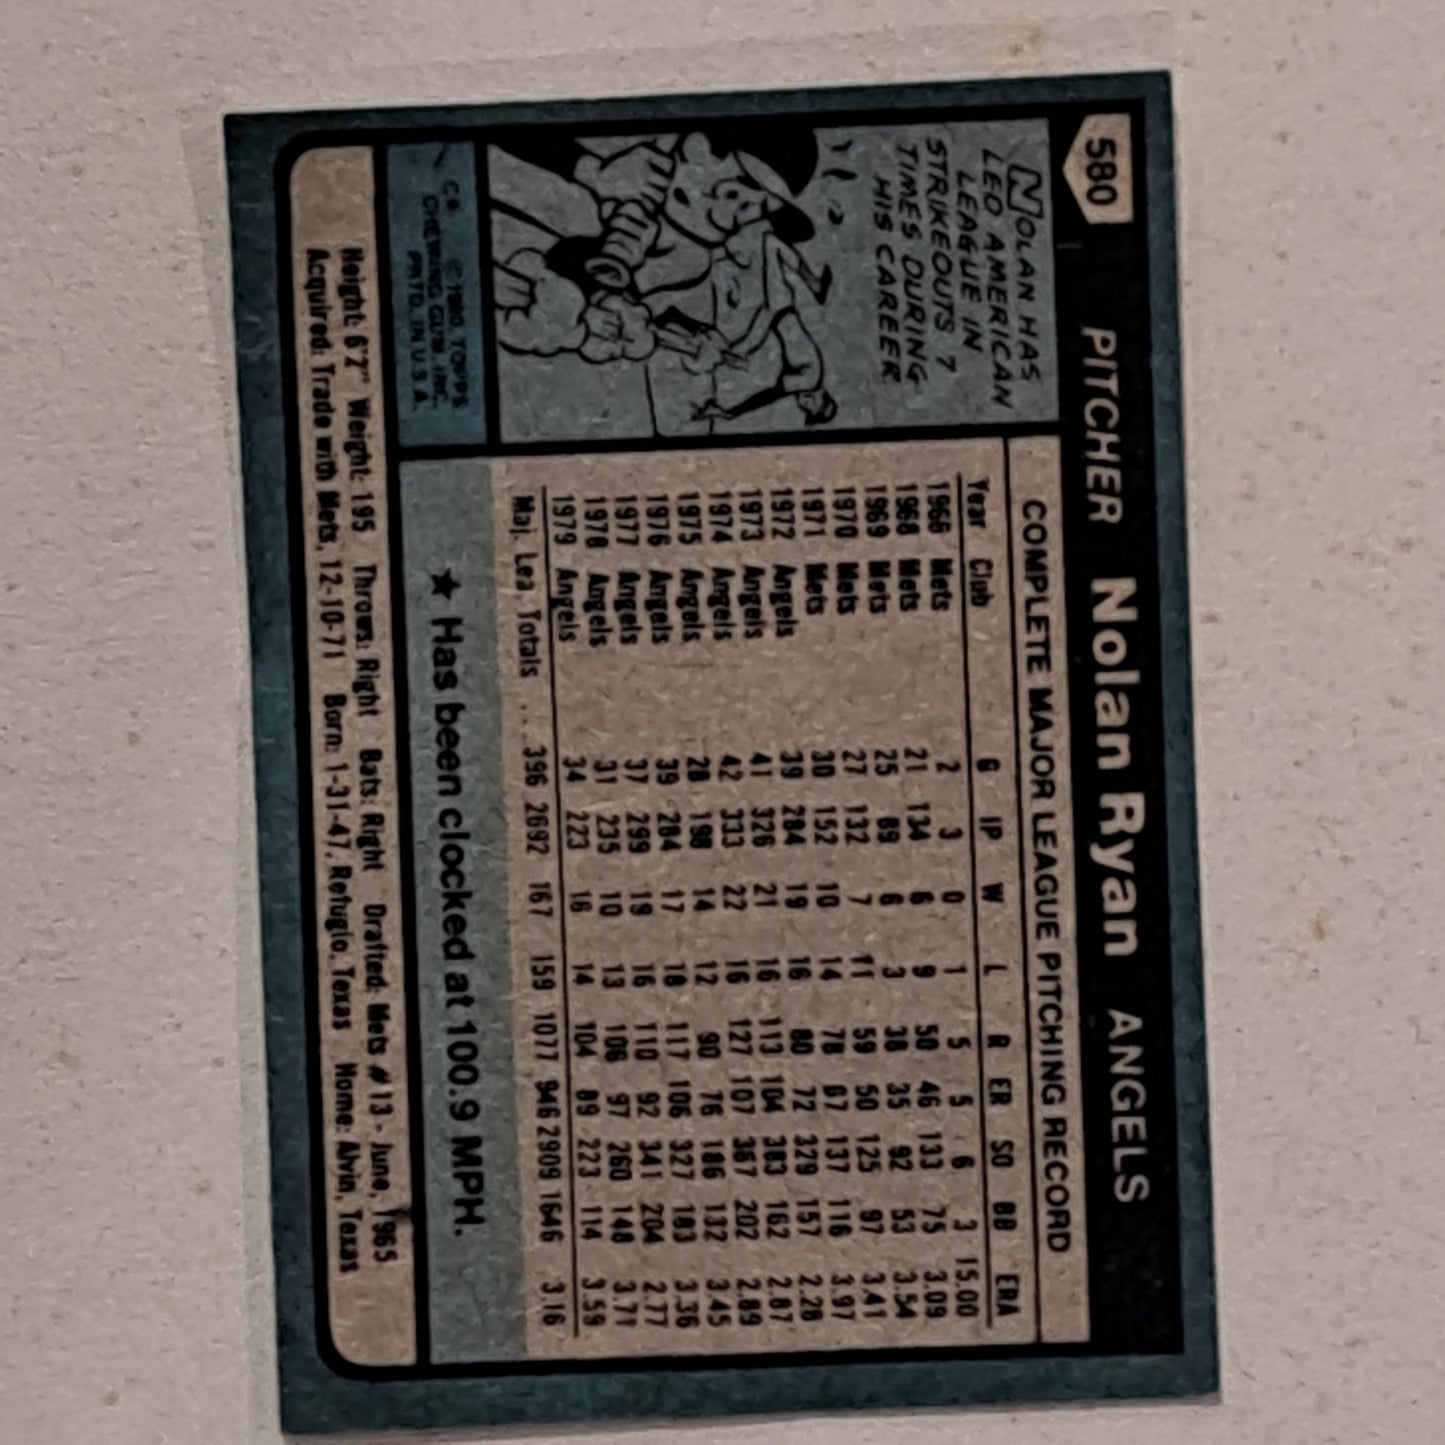 580 PITCHER Nolan Ryan ANGELS
NOLAN HAS
LED AMERICAN
LEAGUE IN
STRIKEOUTS 7
TIMES DURING
HIS CAREER
COMPLETE MAJOR LEAGUE PITCHING RECORD
Year Club G IP W L R ER SO BB ERA
1966 Mets 2 3 0 1 5 5 6 3 15.00
1968 Mets 21 134 6 9 50 46 133 75 3.09
1969 Mets 25 89 6 3 38 35 92 53 3.54
1970 Mets 27 132 7 11 59 50 125 97 3.41
1971 Mets 30 152 10 14 78 67 137 116 3.97
1972 Angels 39 284 19 16 80 72 329 157 2.28
1973 Angels 41 326 21 16 113 104 383 162 2.87
1974 Angels 42 333 22 16 127 107 367 202 2.89
1975 Angels 28 198 14 12 90 76 186 132 3.45
1976 Angels 39 284 17 18 117 106 327 183 3.36
1977 Angels 37 299 19 16 110 92 341 204 2.77
1978 Angels 31 235 10 13 106 97 260 148 3.71
1979 Angels 34 223 16 14 104 89 223 114 3.59
Maj. Lea. Totals . . . 396 2692 167 159 1077 946 2909 1646 3.16
★ Has been clocked at 100.9 MPH.
©1980 TOPPS
CHEWING GUM, INC.
PRTD. IN U.S.A.
Height: 6'2" Weight: 195 Throws: Right Bats: Right Drafted: Mets #13 - June, 1965
Acquired: Trade with Mets, 12-10-71 Born: 1-31-47, Refugio, Texas Home: Alvin, Texas